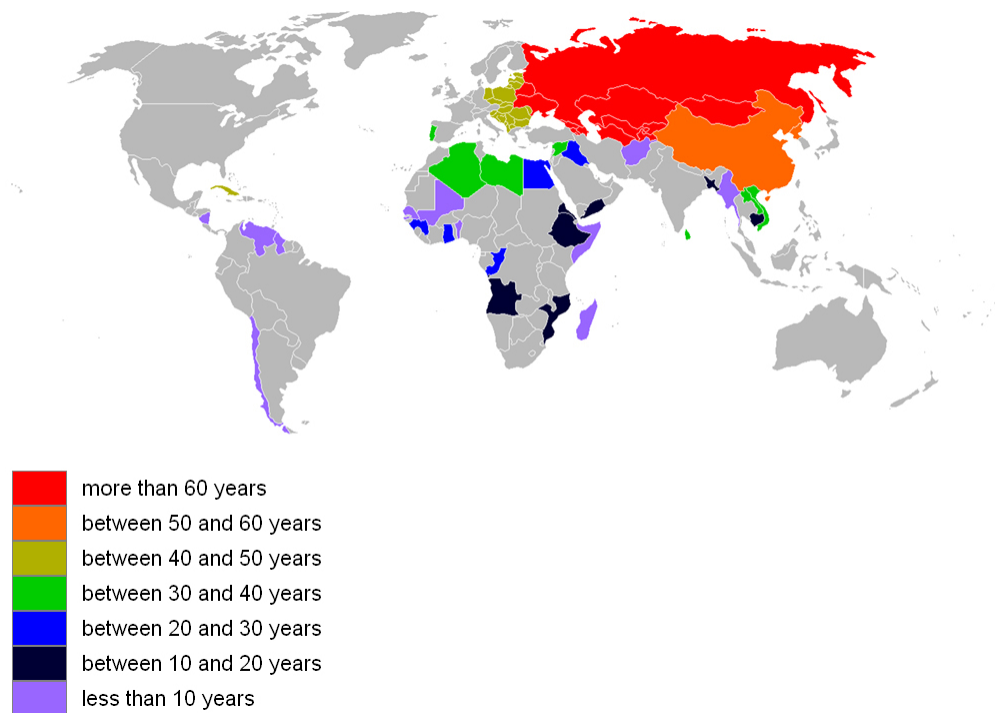 more than 60 years
between 50 and 60 years
between 40 and 50 years
between 30 and 40 years
between 20 and 30 years
between 10 and 20 years
less than 10 years